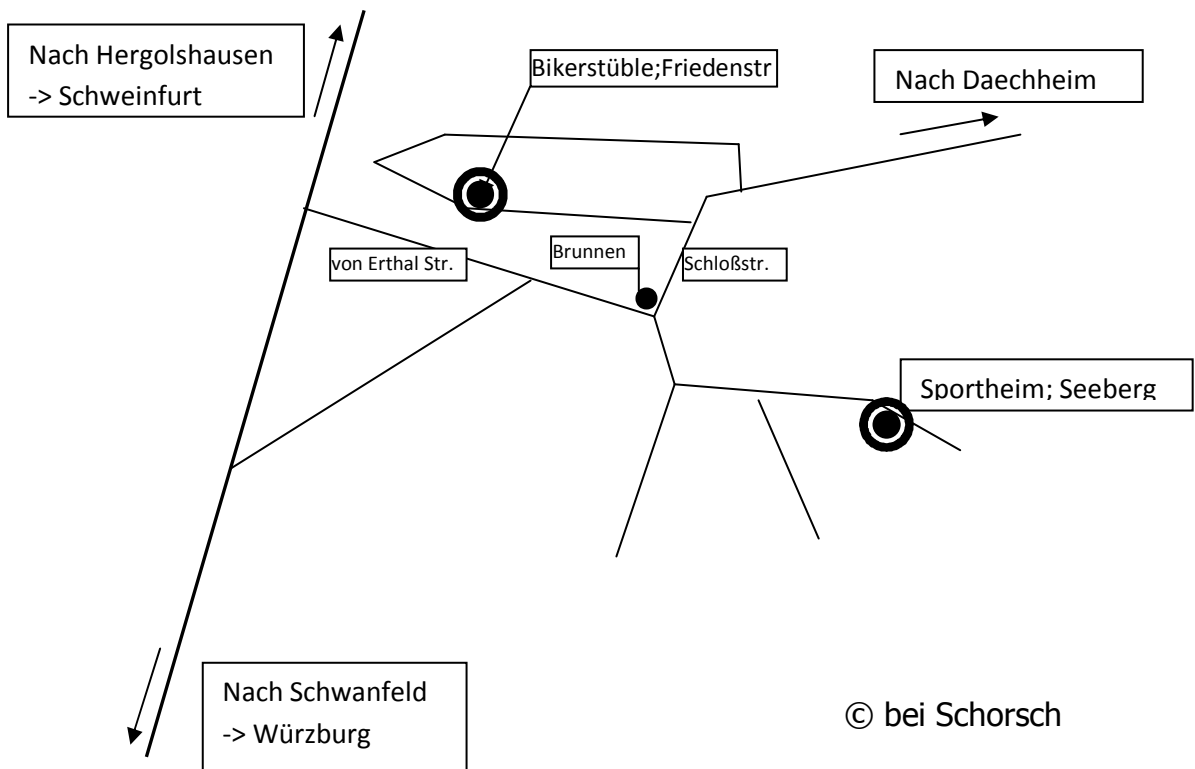 Nach Hergolshausen
-> Schweinfurt
Bikerstüble;Friedenstr
Nach Daechheim
von Erthal Str.
Brunnen
Schloßstr.
Sportheim; Seeberg
Nach Schwanfeld
-> Würzburg
© bei Schorsch